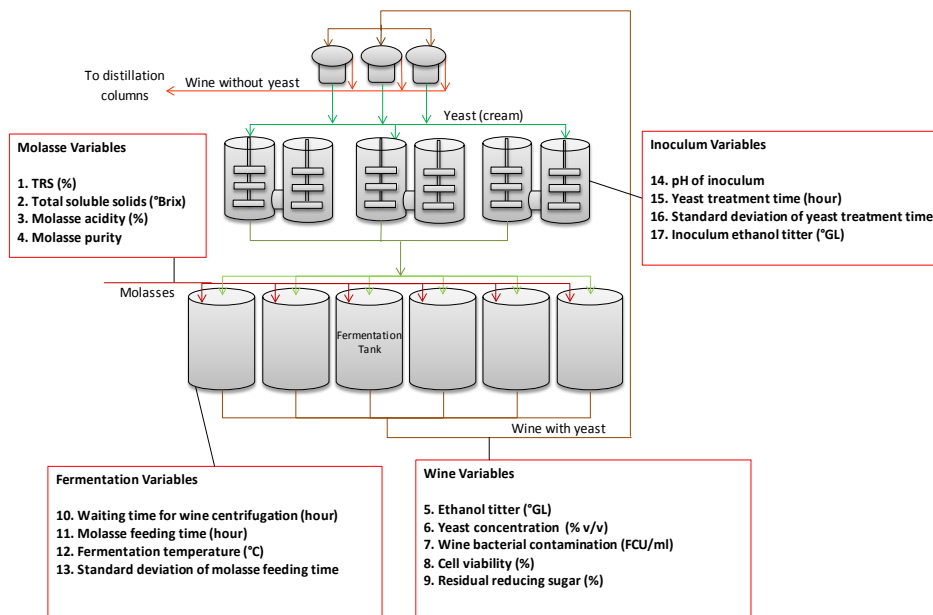 To distillation
columns
Wine without yeast
Yeast (cream)
Molasse Variables
1. TRS (%)
2. Total soluble solids (°Brix)
3. Molasse acidity (%)
4. Molasse purity
Inoculum Variables
14. pH of inoculum
15. Yeast treatment time (hour)
16. Standard deviation of yeast treatment time
17. Inoculum ethanol titter (°GL)
Molasses
Fermentation
Tank
Wine with yeast
Fermentation Variables
10. Waiting time for wine centrifugation (hour)
11. Molasse feeding time (hour)
12. Fermentation temperature (°C)
13. Standard deviation of molasse feeding time
Wine Variables
5. Ethanol titter (°GL)
6. Yeast concentration (% v/v)
7. Wine bacterial contamination (FCU/ml)
8. Cell viability (%)
9. Residual reducing sugar (%)